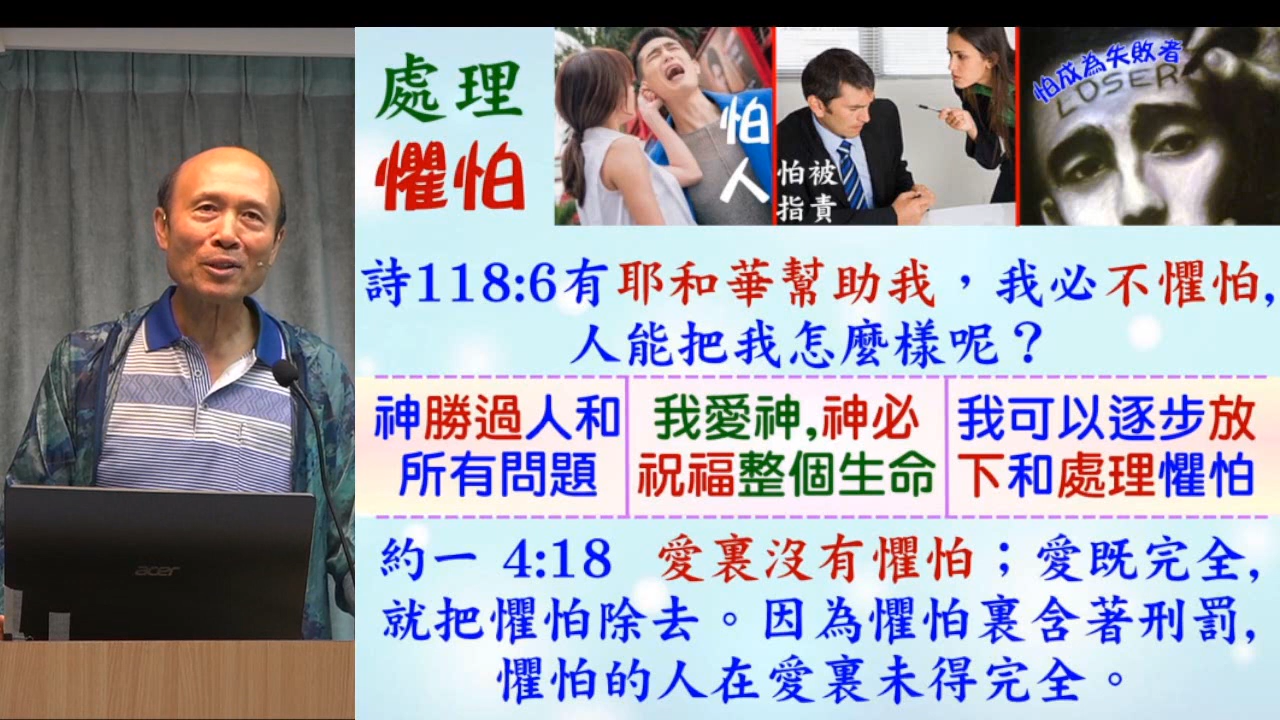 處理
懼怕
怕
人
怕被
指責
怕成為失敗者
LOSER
詩118:6有耶和華幫助我，我必不懼怕,
人能把我怎麼樣呢？
神勝過人和
所有問題
我愛神,神必
祝福整個生命
我可以逐步放
下和處理懼怕
約一 4:18 愛裏沒有懼怕；愛既完全,
就把懼怕除去。因為懼怕裏含著刑罰,
懼怕的人在愛裏未得完全。
acer